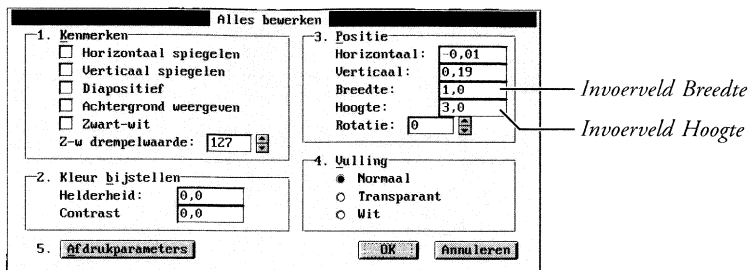 Alles bewerken
1. Kenmerken
Horizontaal spiegelen
Verticaal spiegelen
Diapositief
Achtergrond weergeven
Zwart-wit
Z-w drempelwaarde: 127
2. Kleur bijstellen
Helderheid: 0,0
Contrast 0,0
5. Afdrukparameters
3. Positie
Horizontaal: -0,01
Verticaal: 0,19
Breedte: 1,0
Hoogte: 3,0
Rotatie: 0
4. Vulling
Normaal
Transparant
Wit
OK Annuleren
Invoerveld Breedte
Invoerveld Hoogte